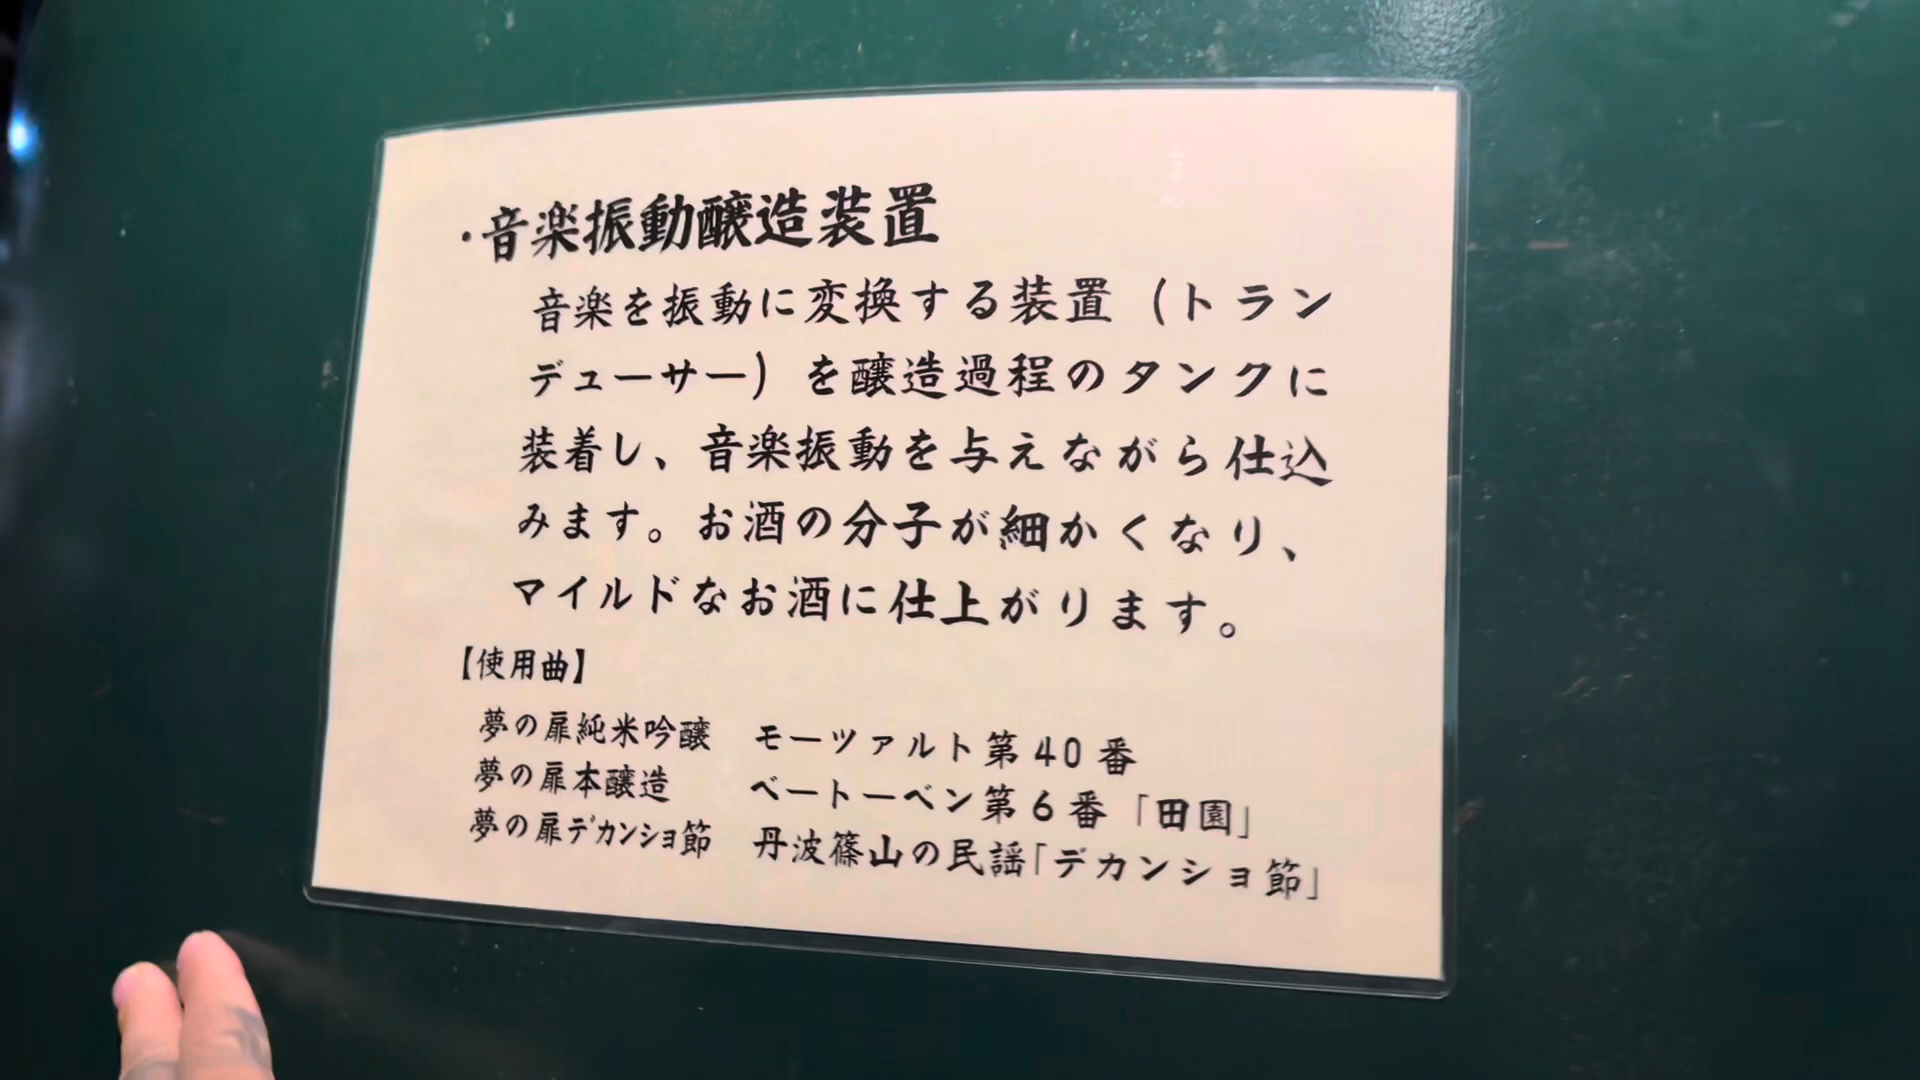 ・音楽振動醸造装置
音楽を振動に変換する装置（トラン
デューサー）を醸造過程のタンクに
装着し、音楽振動を与えながら仕込
みます。お酒の分子が細かくなり、
マイルドなお酒に仕上がります。
【使用曲】
夢の扉純米吟醸　モーツァルト第40番
夢の扉本醸造　ベートーベン第6番「田園」
夢の扉デカンショ節　丹波篠山の民謡「デカンショ節」